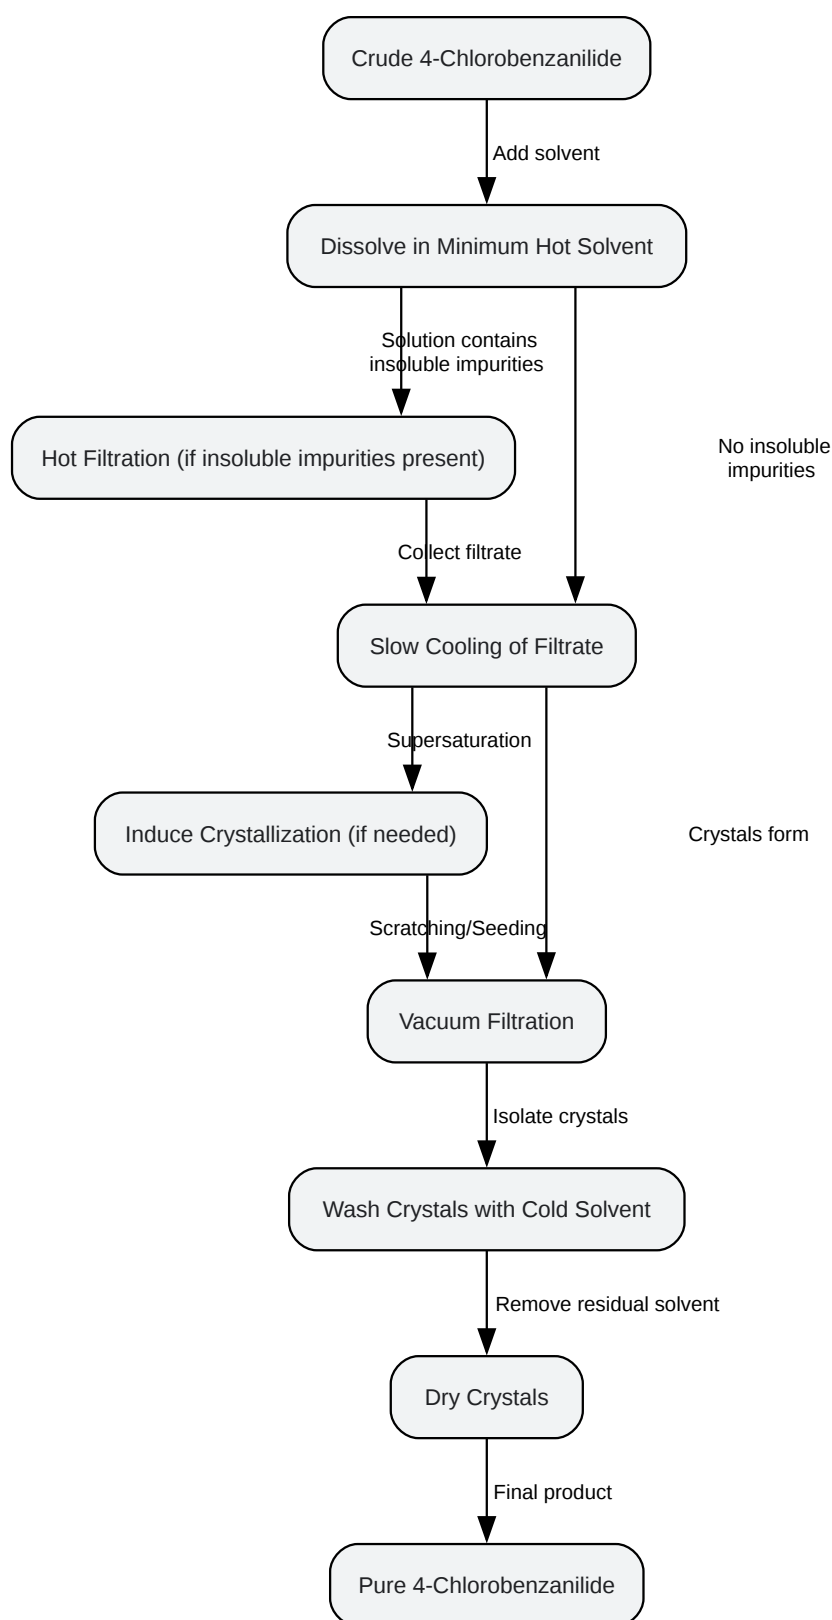 Crude 4-Chlorobenzanilide
Add solvent
Dissolve in Minimum Hot Solvent
Solution contains
insoluble impurities
Hot Filtration (if insoluble impurities present)
No insoluble
impurities
Collect filtrate
Slow Cooling of Filtrate
Supersaturation
Induce Crystallization (if needed)
Crystals form
Scratching/Seeding
Vacuum Filtration
Isolate crystals
Wash Crystals with Cold Solvent
Remove residual solvent
Dry Crystals
Final product
Pure 4-Chlorobenzanilide